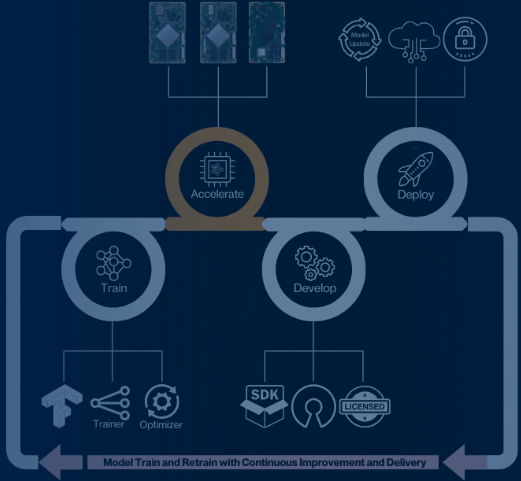 Model
Update
Accelerate
Deploy
Train
Develop
Trainer
Optimizer
SDK
LICENSED
Model Train and Retrain with Continuous Improvement and Delivery